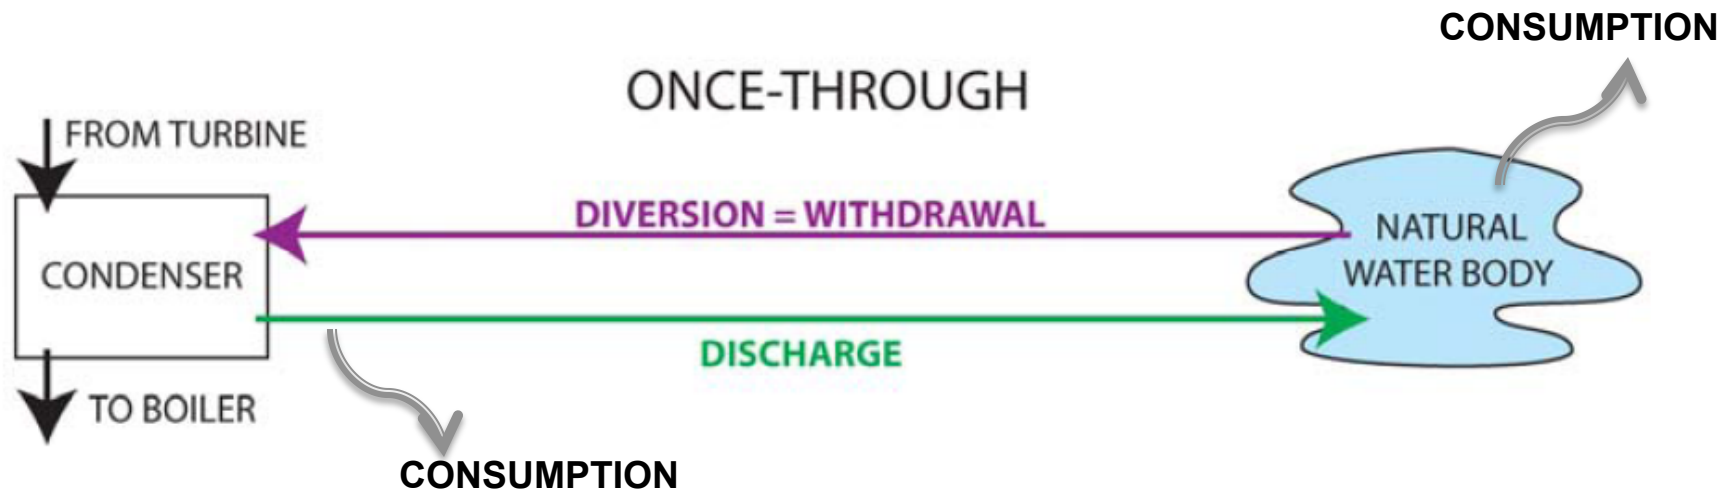 CONSUMPTION
ONCE-THROUGH
FROM TURBINE
DIVERSION = WITHDRAWAL
NATURAL
WATER BODY
CONDENSER
DISCHARGE
TO BOILER
CONSUMPTION